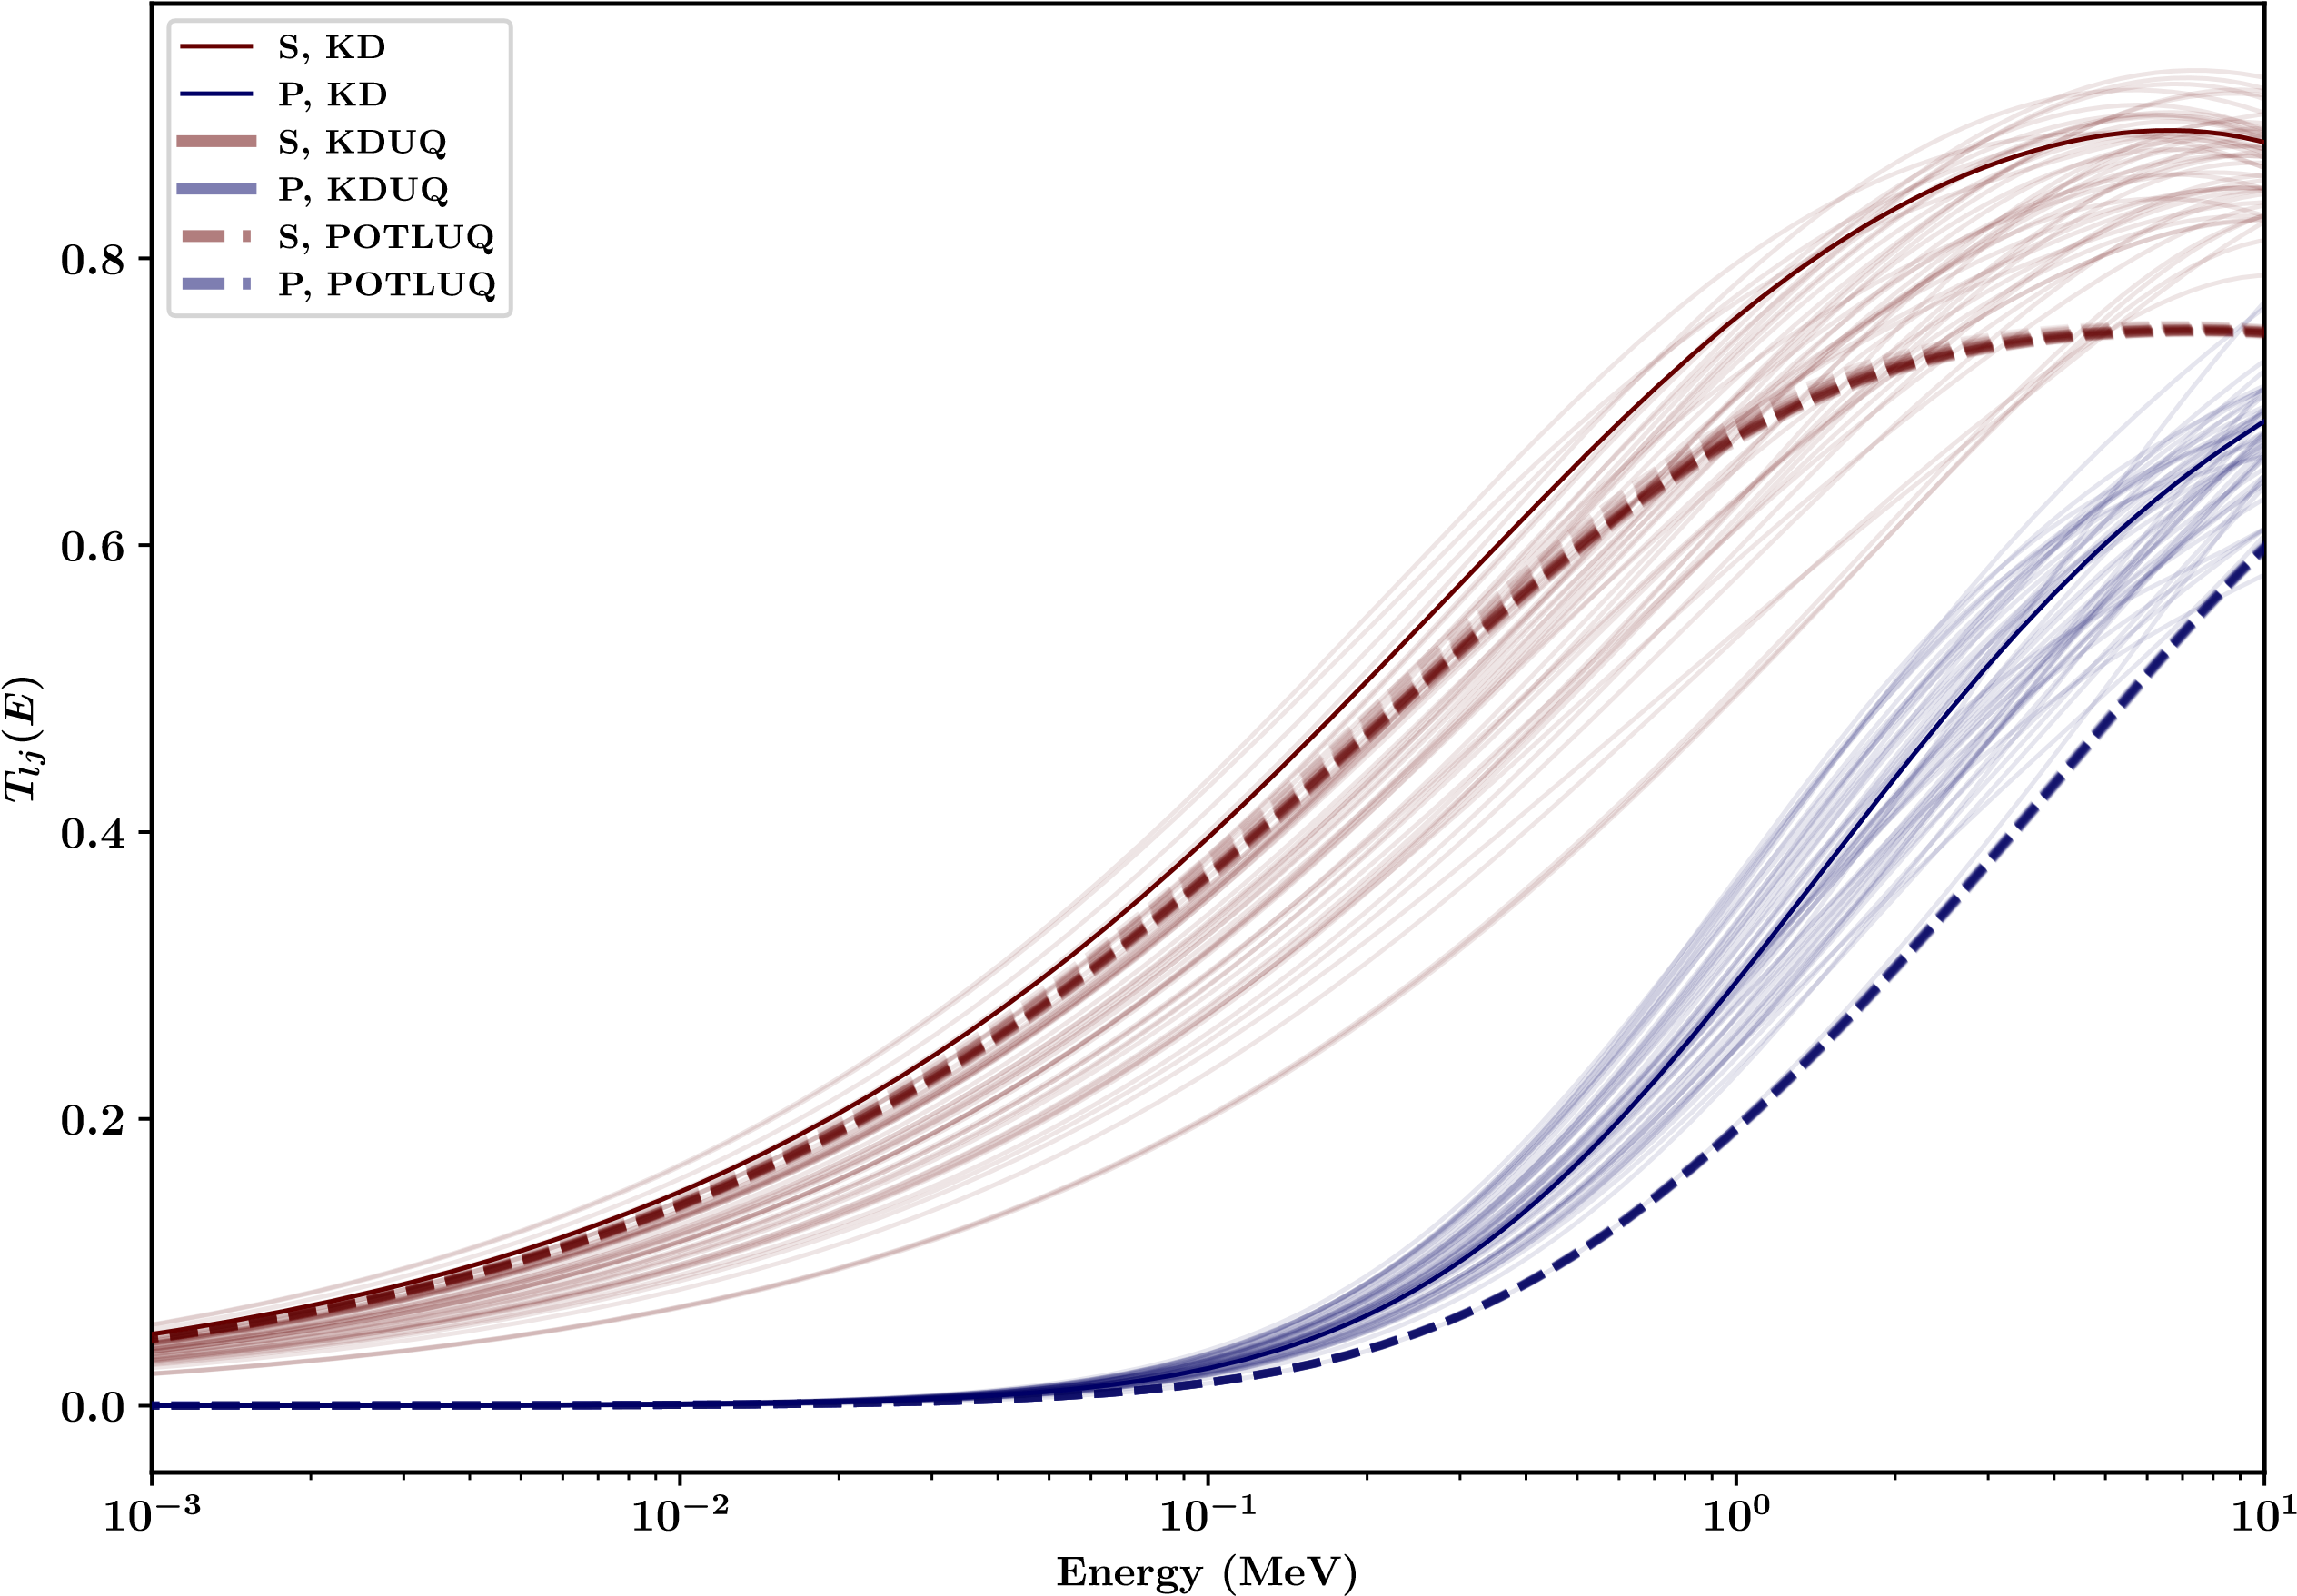 S, KD
P, KD
S, KDUQ
P, KDUQ
S, POTLUQ
P, POTLUQ
0.8
0.6
0.4
0.2
0.0
T_{lj}(E)
10^{-3} 10^{-2} 10^{-1} 10^{0} 10^{1}
Energy (MeV)